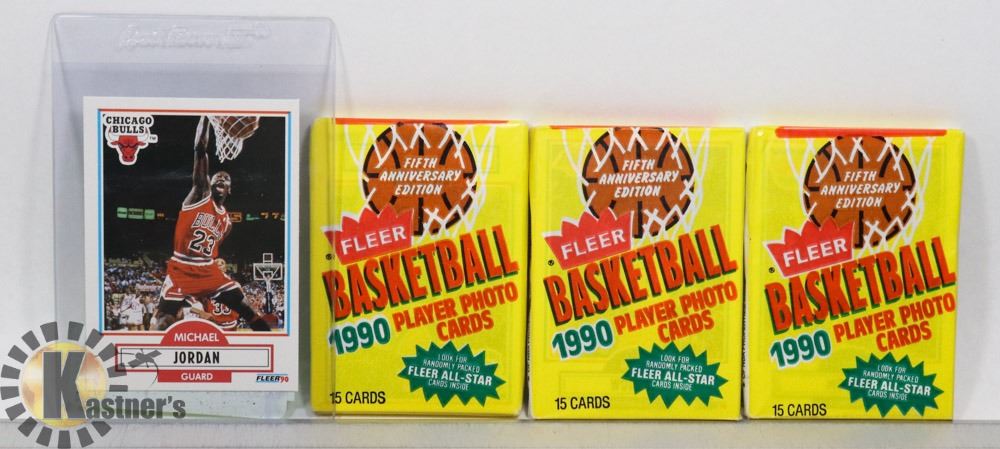 CHICAGO
BULLS
TM
BULLS
23
33
MICHAEL
JORDAN
GUARD
FLEER 90
Kastner's
FIFTH
ANNIVERSARY
EDITION
FLEER
®
BASKETBALL
1990 PLAYER PHOTO
CARDS
LOOK FOR
RANDOMLY PACKED
FLEER ALL-STAR
CARDS INSIDE
15 CARDS
FIFTH
ANNIVERSARY
EDITION
FLEER
®
BASKETBALL
1990 PLAYER PHOTO
CARDS
LOOK FOR
RANDOMLY PACKED
FLEER ALL-STAR
CARDS INSIDE
15 CARDS
FIFTH
ANNIVERSARY
EDITION
FLEER
®
BASKETBALL
1990 PLAYER PHOTO
CARDS
LOOK FOR
RANDOMLY PACKED
FLEER ALL-STAR
CARDS INSIDE
15 CARDS